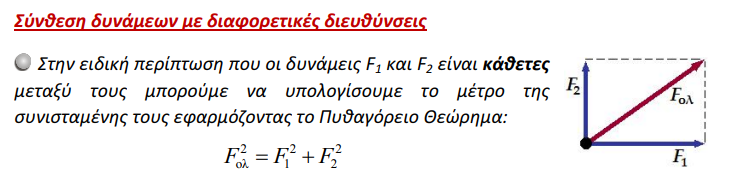 Σύνθεση δυνάμεων με διαφορετικές διευθύνσεις
Στην ειδική περίπτωση που οι δυνάμεις F₁ και F₂ είναι κάθετες
μεταξύ τους μπορούμε να υπολογίσουμε το μέτρο της
συνισταμένης τους εφαρμόζοντας το Πυθαγόρειο Θεώρημα:
F²ολ = F₁² + F₂²
F₂
Fολ
F₁